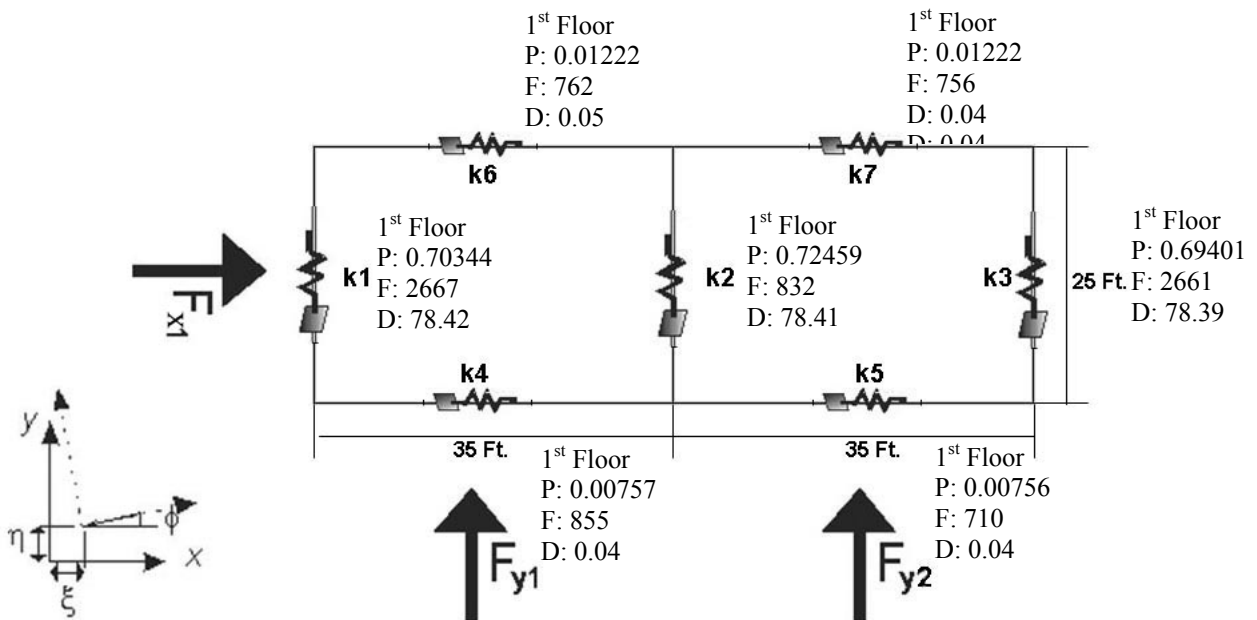 1st Floor
P: 0.01222
F: 762
D: 0.05
1st Floor
P: 0.01222
F: 756
D: 0.04
D: 0.04
k6
k7
1st Floor
P: 0.70344
F: 2667
D: 78.42
k1
1st Floor
P: 0.72459
F: 832
D: 78.41
k2
1st Floor
P: 0.69401
F: 2661
D: 78.39
k3
25 Ft.
Fx1
k4
k5
35 Ft.
35 Ft.
1st Floor
P: 0.00757
F: 855
D: 0.04
1st Floor
P: 0.00756
F: 710
D: 0.04
Fy1
Fy2
y
η
ϕ
x
ξ